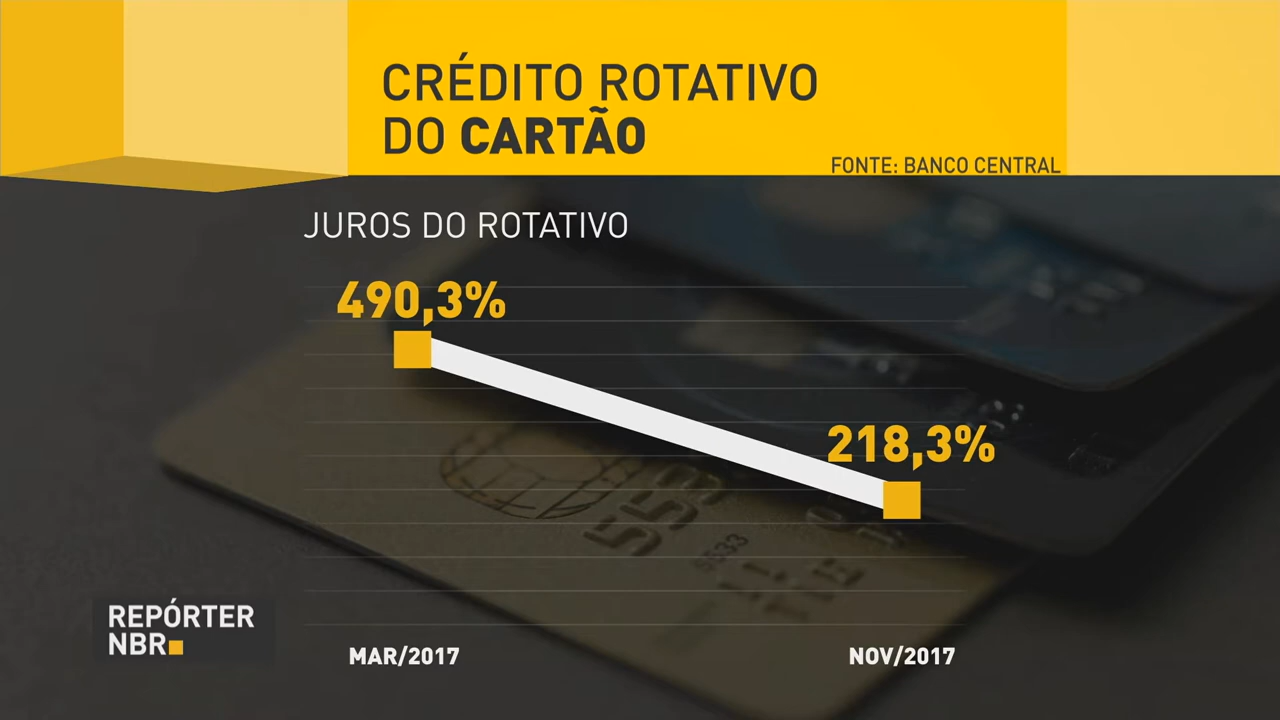 CRÉDITO ROTATIVO
DO CARTÃO
FONTE: BANCO CENTRAL
JUROS DO ROTATIVO
490,3%
218,3%
5533
MAR/2017
NOV/2017
REPÓRTER
NBR